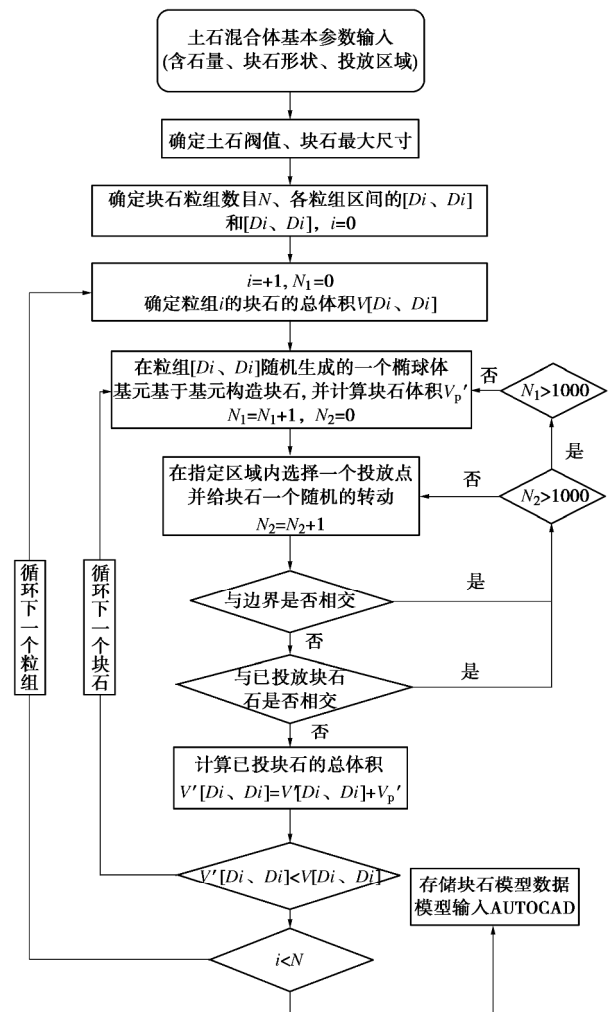 土石混合体基本参数输入
(含石量、块石形状、投放区域)
确定土石阀值、块石最大尺寸
确定块石粒组数目N、各粒组区间的[Di、Di]
和[Di、Di], i=0
i=+1, N1=0
确定粒组i的块石的总体积V[Di、Di]
在粒组[Di、Di]随机生成的一个椭球体
基元基于基元构造块石,并计算块石体积Vp′
N1=N1+1, N2=0
否
N1>1000
是
在指定区域内选择一个投放点
并给块石一个随机的转动
N2=N2+1
否
N2>1000
与边界是否相交
是
否
与已投放块石
石是否相交
是
否
计算已投块石的总体积
V′[Di、Di]=V′[Di、Di]+Vp′
V′[Di、Di]<V[Di、Di]
i<N
循环下一个粒组
循环下一个块石
存储块石模型数据
模型输入AUTOCAD